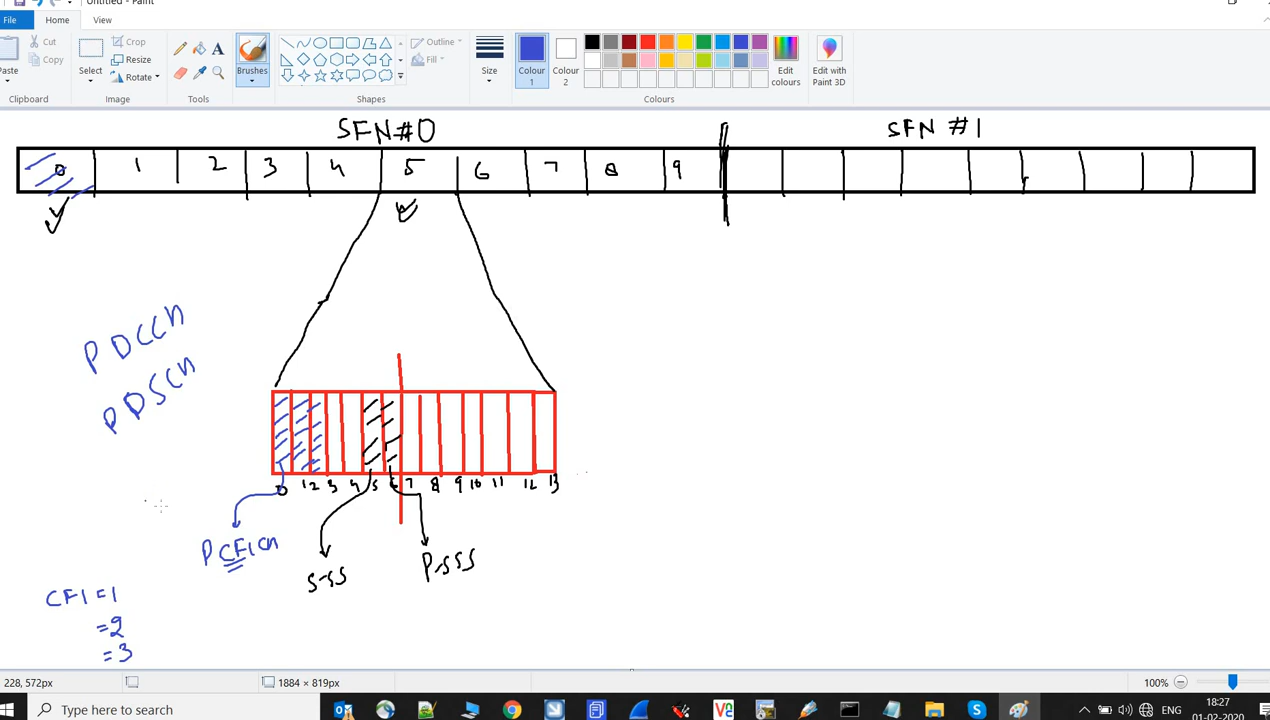 Untitled - Paint
File Home View
Cut
Copy
Paste
Clipboard
Select
Crop
Resize
Rotate
Image
Tools
Brushes
Shapes
Outline
Fill
Size
Colour 1
Colour 2
Edit colours
Colours
Edit with Paint 3D
SFN#0 SFN #1
0 1 2 3 4 5 6 7 8 9
PDCCH
PDSCH
0 1 2 3 4 5 6 7 8 9 10 11 12 13
PCFICH
S-SS
P-SSS
CFI = 1
= 2
= 3
228, 572px
1884 × 819px
100%
Type here to search
ENG
18:27
01-02-2020